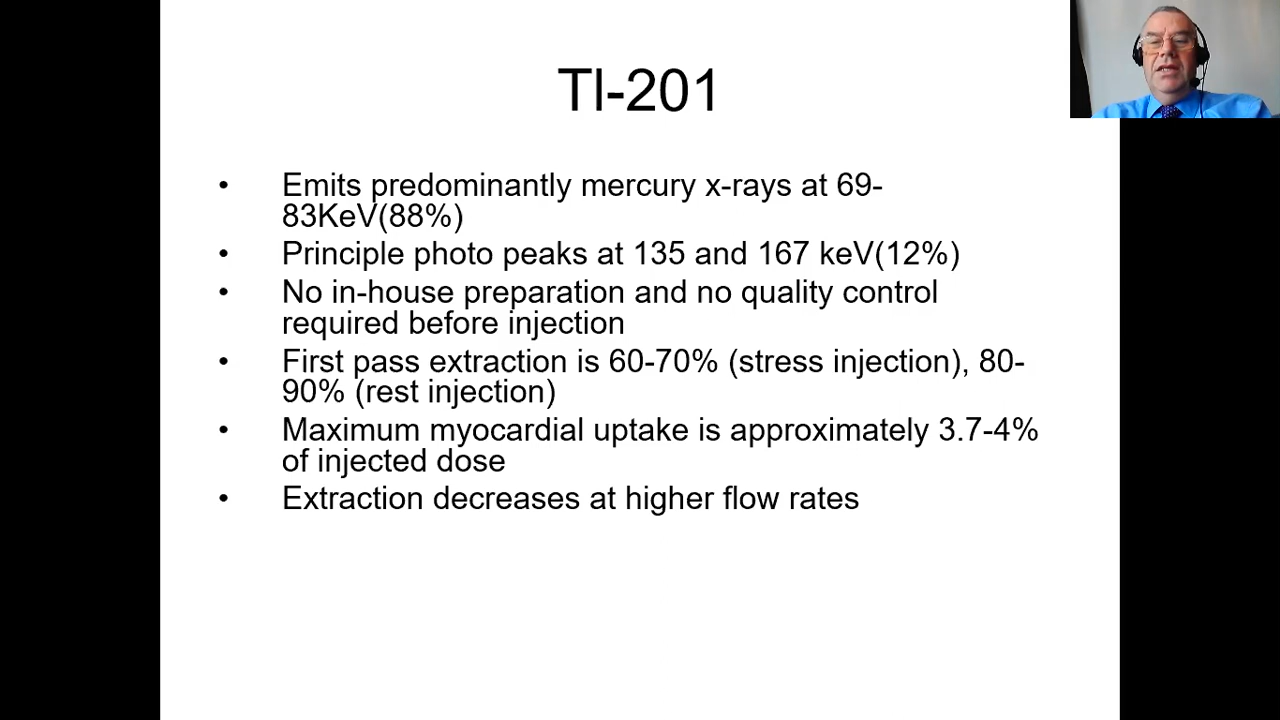 Tl-201
• Emits predominantly mercury x-rays at 69-
83KeV(88%)
• Principle photo peaks at 135 and 167 keV(12%)
• No in-house preparation and no quality control
required before injection
• First pass extraction is 60-70% (stress injection), 80-
90% (rest injection)
• Maximum myocardial uptake is approximately 3.7-4%
of injected dose
• Extraction decreases at higher flow rates